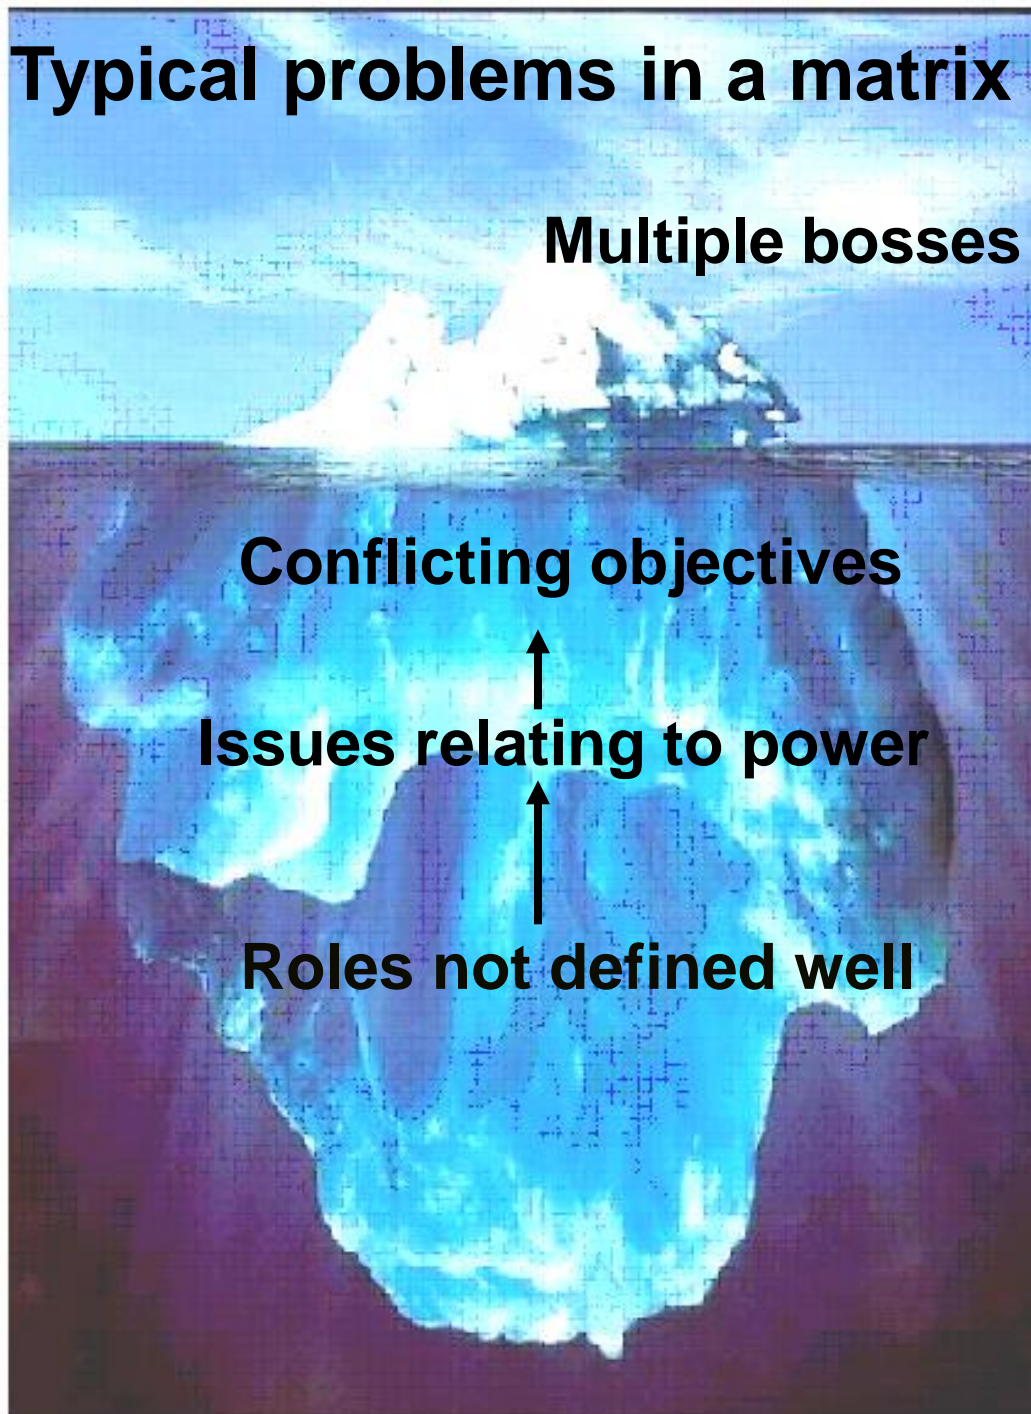 Typical problems in a matrix
Multiple bosses
Conflicting objectives
Issues relating to power
Roles not defined well